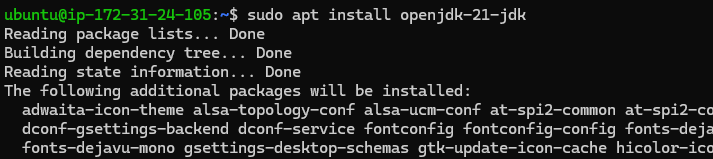 ubuntu@ip-172-31-24-105:~$ sudo apt install openjdk-21-jdk
Reading package lists... Done
Building dependency tree... Done
Reading state information... Done
The following additional packages will be installed:
  adwaita-icon-theme alsa-topology-conf alsa-ucm-conf at-spi2-common at-spi2-co
  dconf-gsettings-backend dconf-service fontconfig fontconfig-config fonts-deja
  fonts-dejavu-mono gsettings-desktop-schemas gtk-update-icon-cache hicolor-ico